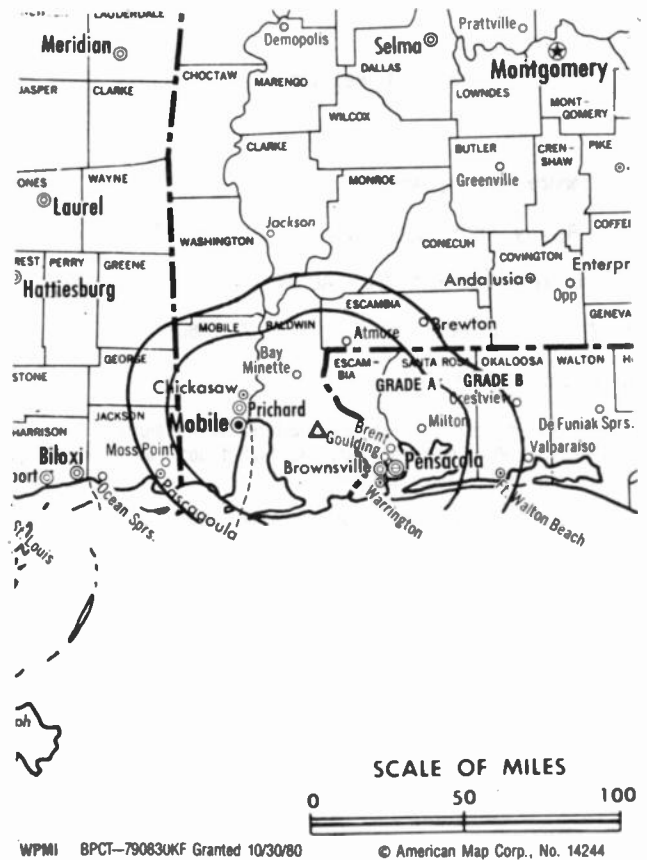 LAUDERDALE
Prattville
Demopolis
Selma
Meridian
DALLAS
Montgomery
CHOCTAW
MARENGO
JASPER
CLARKE
LOWNDES
MONT-
GOMERY
WILCOX
CLARKE
BUTLER
CREN-
SHAW
PIKE
ONES
WAYNE
MONROE
Greenville
Laurel
Jackson
COFFEI
WASHINGTON
CONECUH
COVINGTON
REST
PERRY
GREENE
Enterpr
Andalusia
Hattiesburg
Opp
ESCAMBIA
GENEVA
MOBILE
BALDWIN
Brewton
Atmore
GEORGE
Bay
Minette
ESCAM-
BIA
SANTA ROSA
OKALOOSA
WALTON
H
STONE
GRADE A
GRADE B
Chickasaw
Crestview
JACKSON
Prichard
Mobile
Milton
De Funiak Sprs.
HARRISON
Brent
Goulding
Moss Point
Valparaiso
Biloxi
Brownsville
Pensacola
port
Pascagoula
Ocean Sprs.
Warrington
Ft. Walton Beach
St. Louis
ph
SCALE OF MILES
0 50 100
WPMI BPCT—790830KF Granted 10/30/80 © American Map Corp., No. 14244